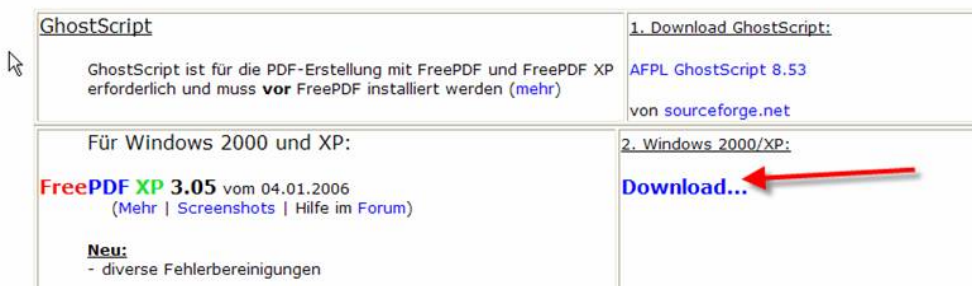 GhostScript
GhostScript ist für die PDF-Erstellung mit FreePDF und FreePDF XP
erforderlich und muss vor FreePDF installiert werden (mehr)
1. Download GhostScript:
AFPL GhostScript 8.53
von sourceforge.net
Für Windows 2000 und XP:
FreePDF XP 3.05 vom 04.01.2006
(Mehr | Screenshots | Hilfe im Forum)
Neu:
- diverse Fehlerbereinigungen
2. Windows 2000/XP:
Download...